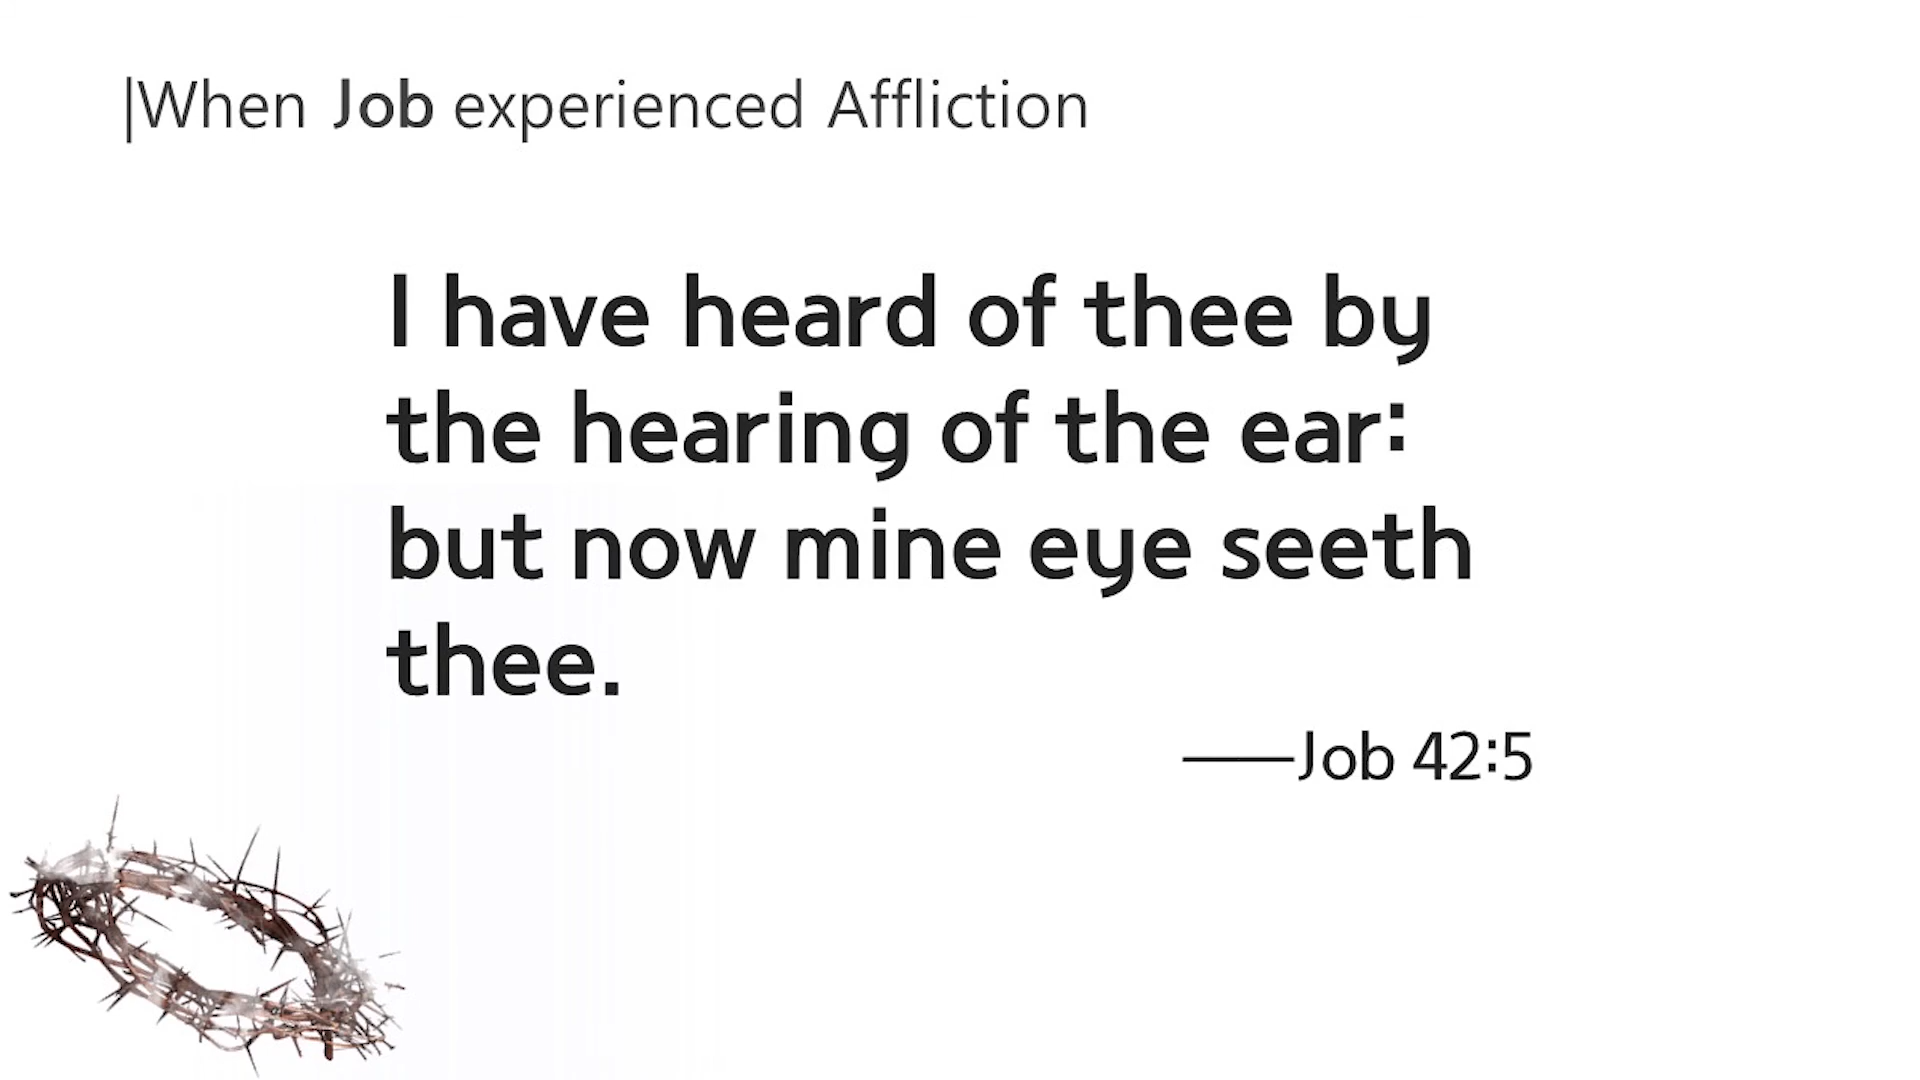 |When Job experienced Affliction
I have heard of thee by
the hearing of the ear:
but now mine eye seeth
thee.
——Job 42:5